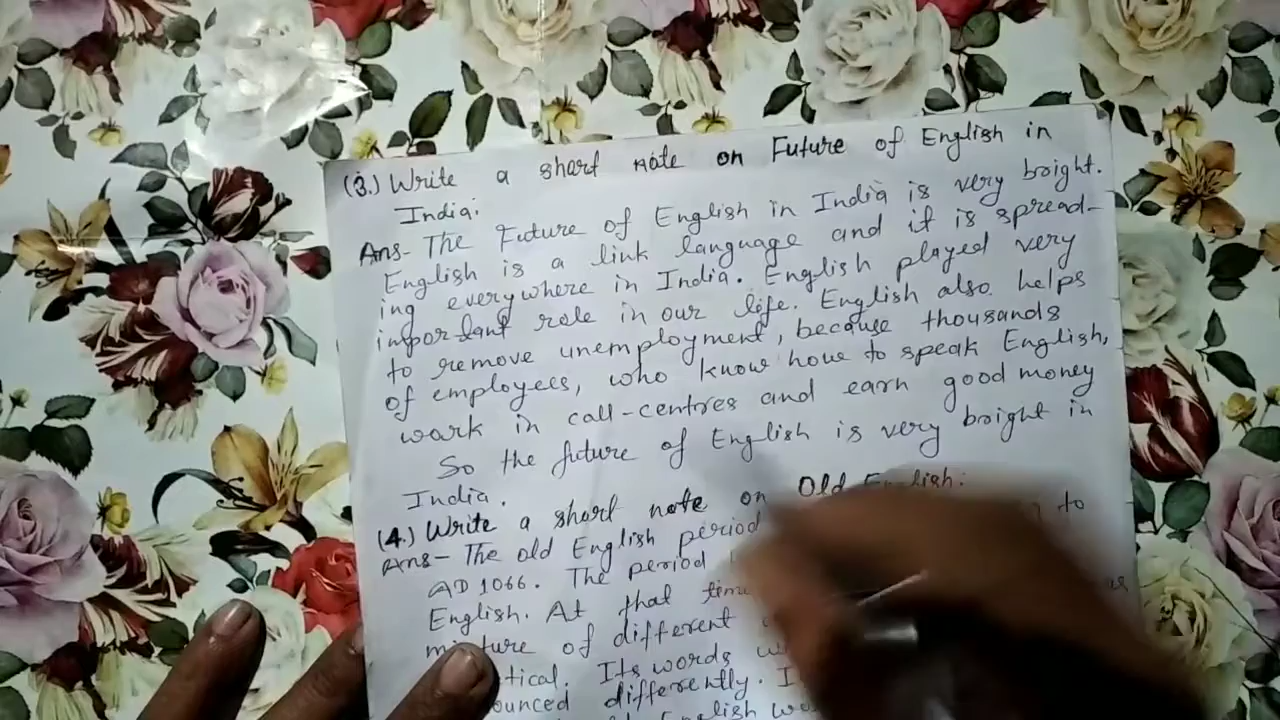 (3.) Write a short note on Future of English in
India:
Ans- The Future of English in India is very bright.
English is a link language and it is spread-
ing everywhere in India. English played very
important role in our life. English also helps
to remove unemployment, because thousands
of employees, who know how to speak English,
work in call-centres and earn good money
So the future of English is very bright in
India.
(4.) Write a short note on Old English:
Ans- The old English period to
AD 1066. The period
English. At that time
mixture of different
Its words
differently.
English